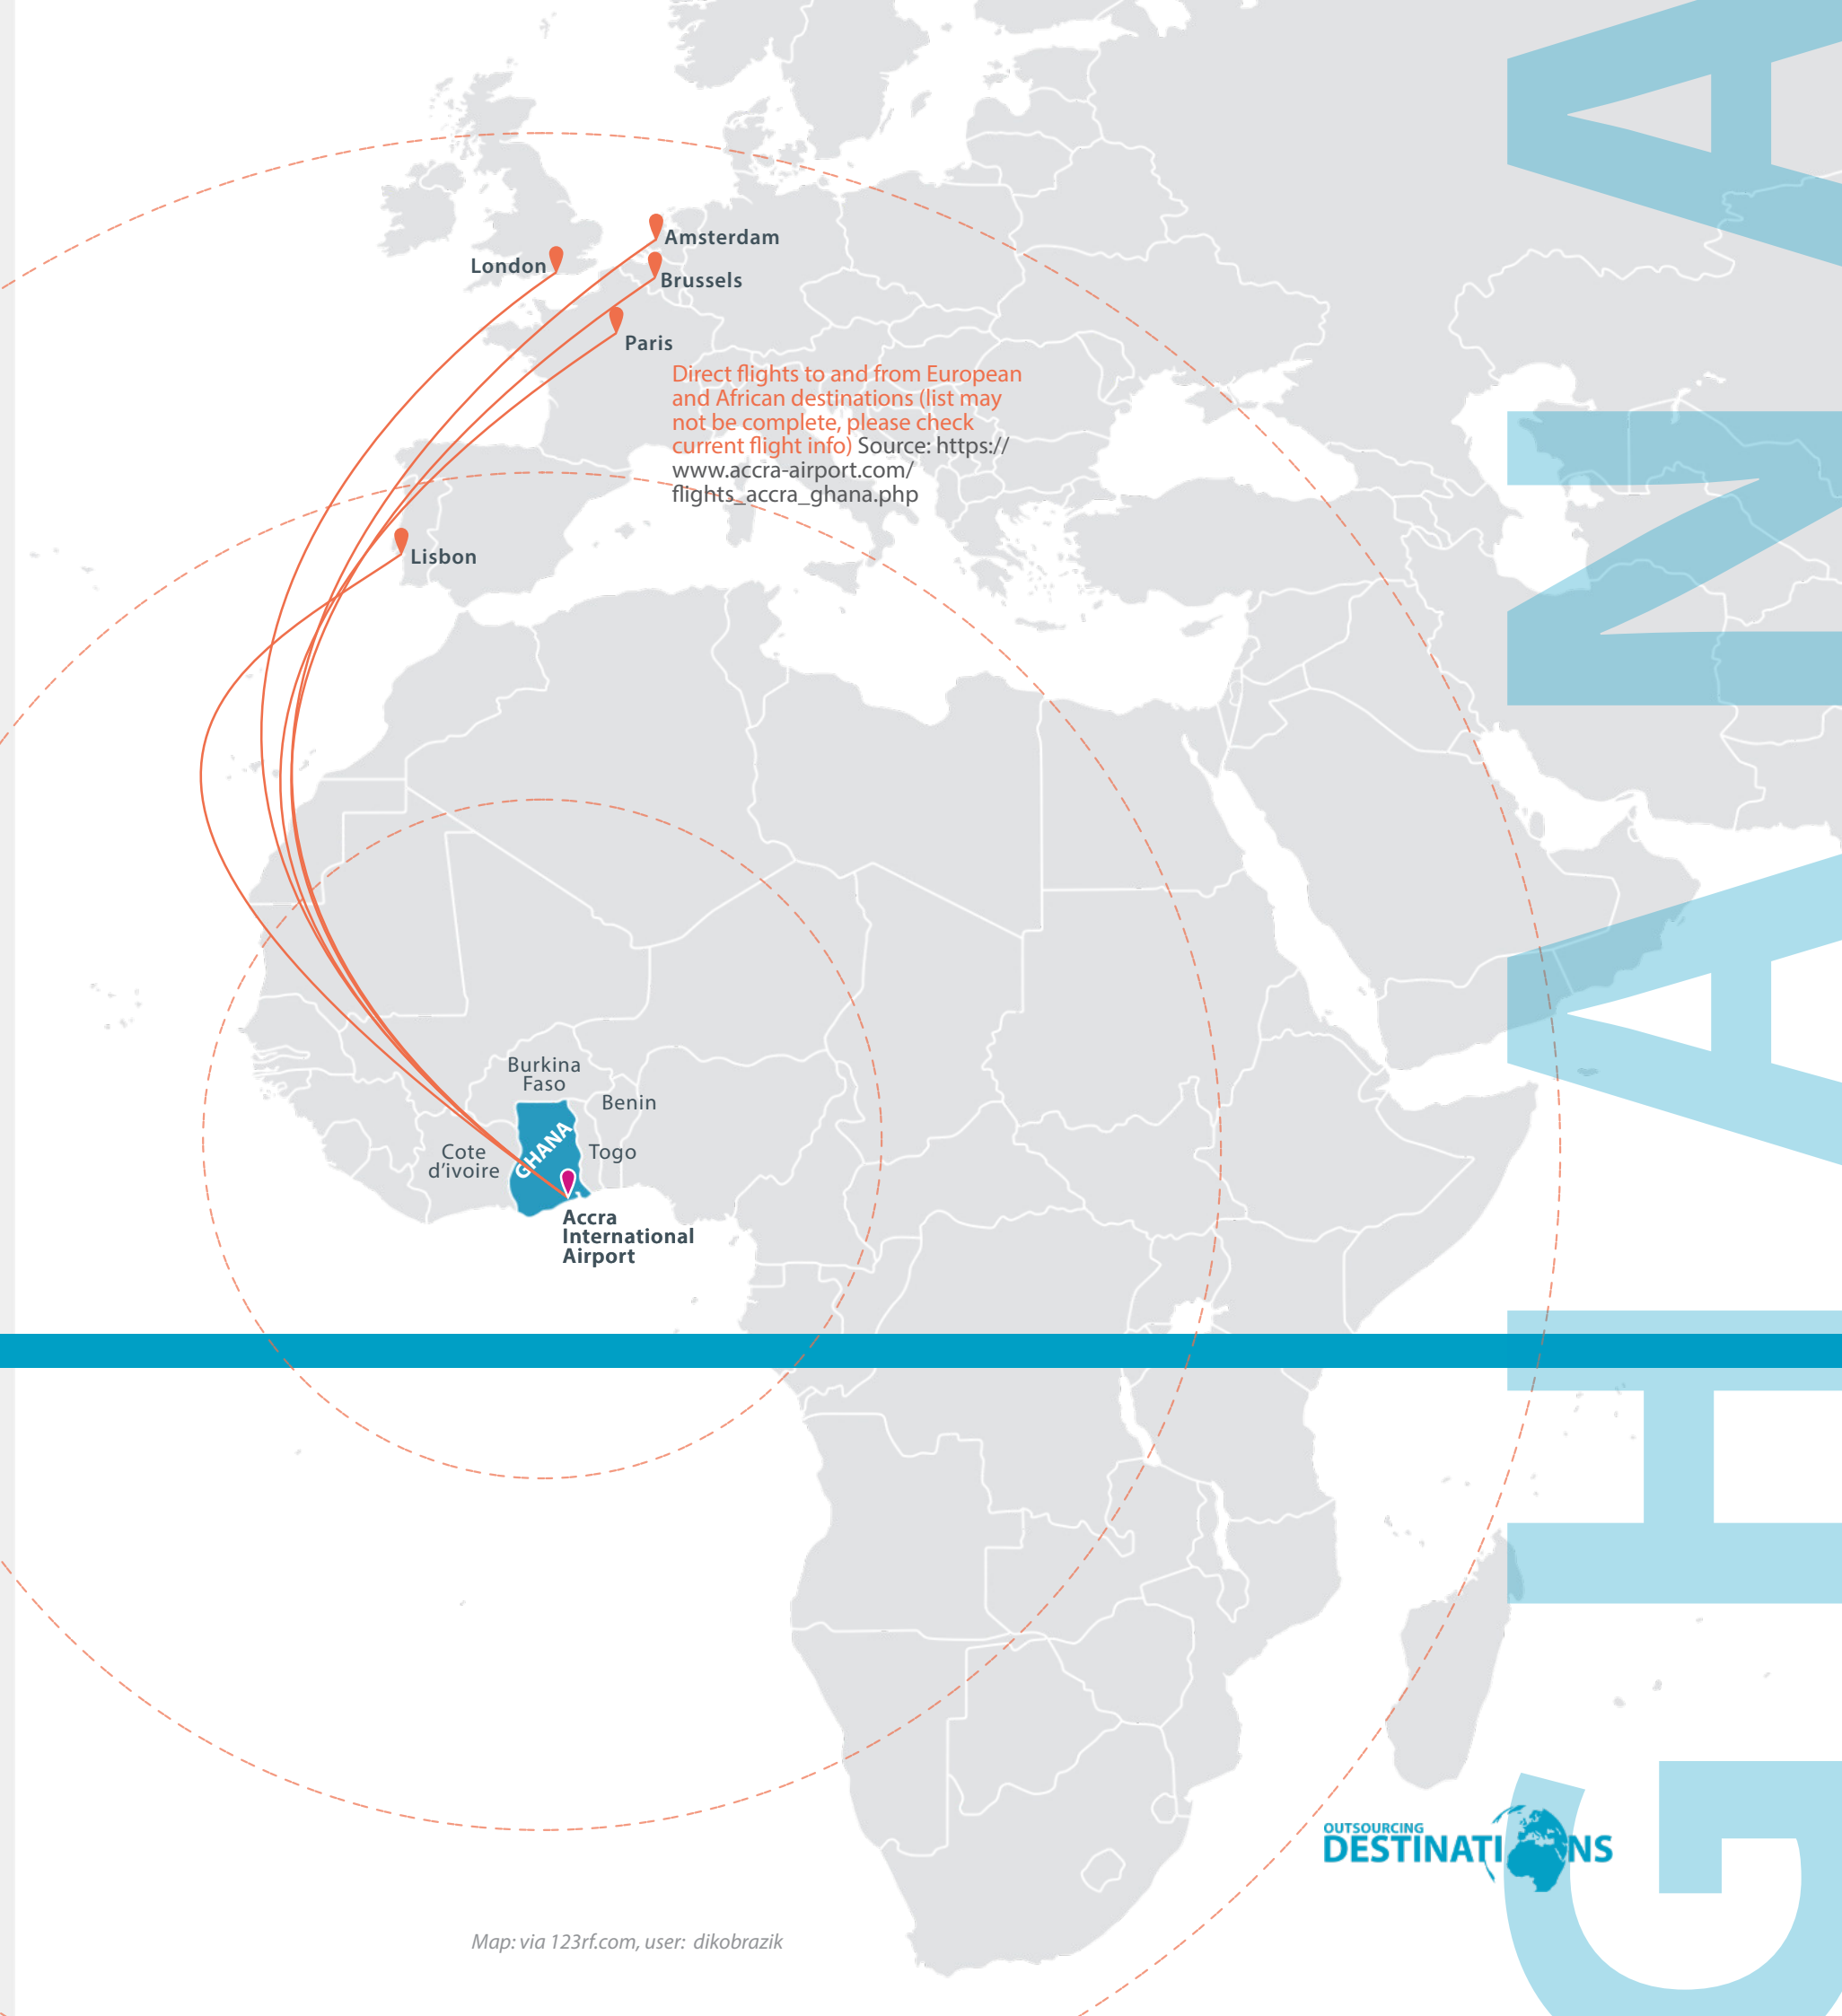 Amsterdam
London
Brussels
Paris
Direct flights to and from European
and African destinations (list may
not be complete, please check
current flight info) Source: https://
www.accra-airport.com/
flights_accra_ghana.php
Lisbon
Burkina
Faso
Benin
GHANA
Cote
d'ivoire
Togo
Accra
International
Airport
GHANA
OUTSOURCING
DESTINATIONS
Map: via 123rf.com, user: dikobrazik